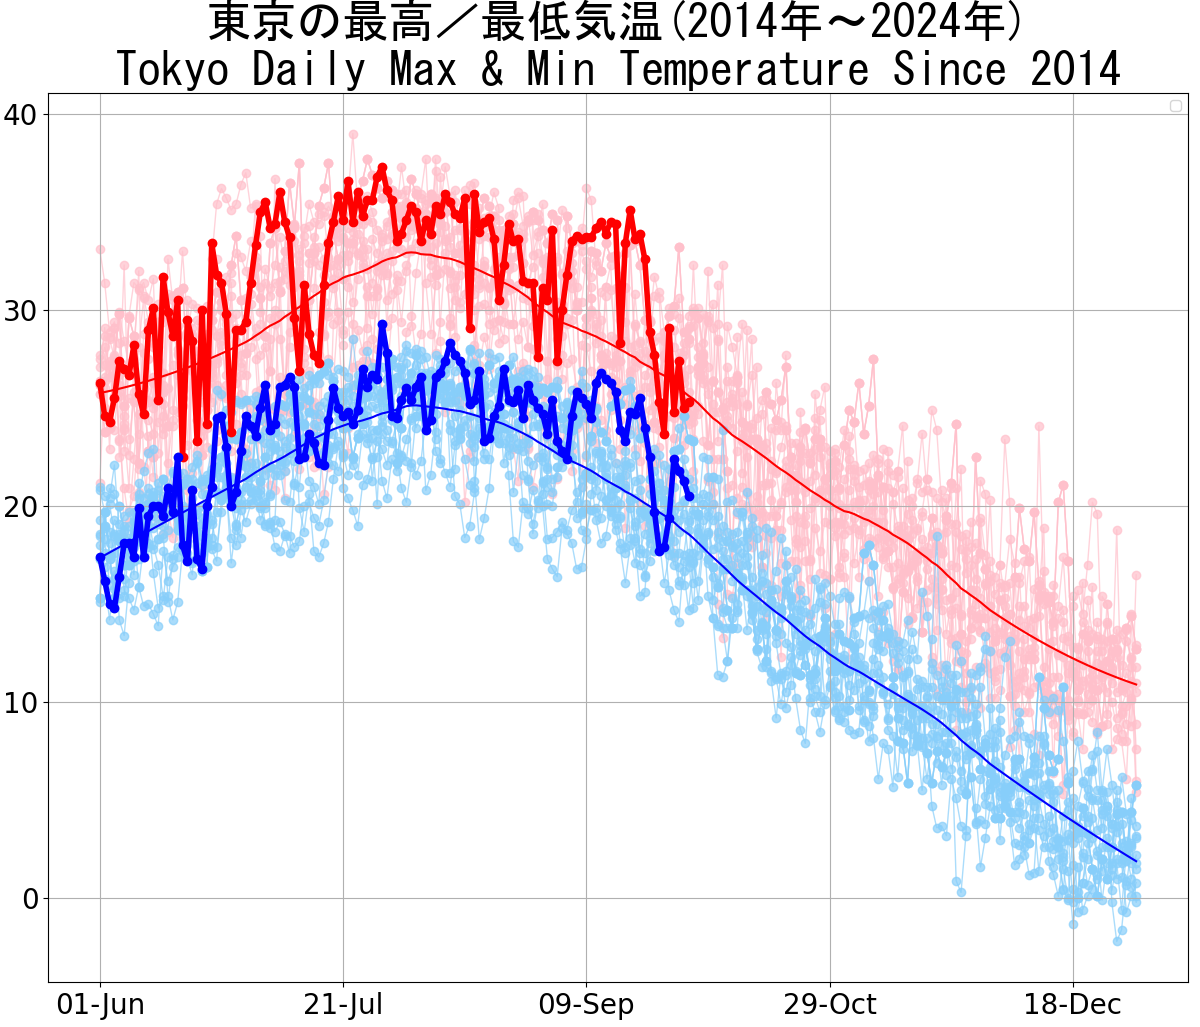 東京の最高／最低気温(2014年～2024年)
Tokyo Daily Max & Min Temperature Since 2014
40
30
20
10
0
01-Jun 21-Jul 09-Sep 29-Oct 18-Dec